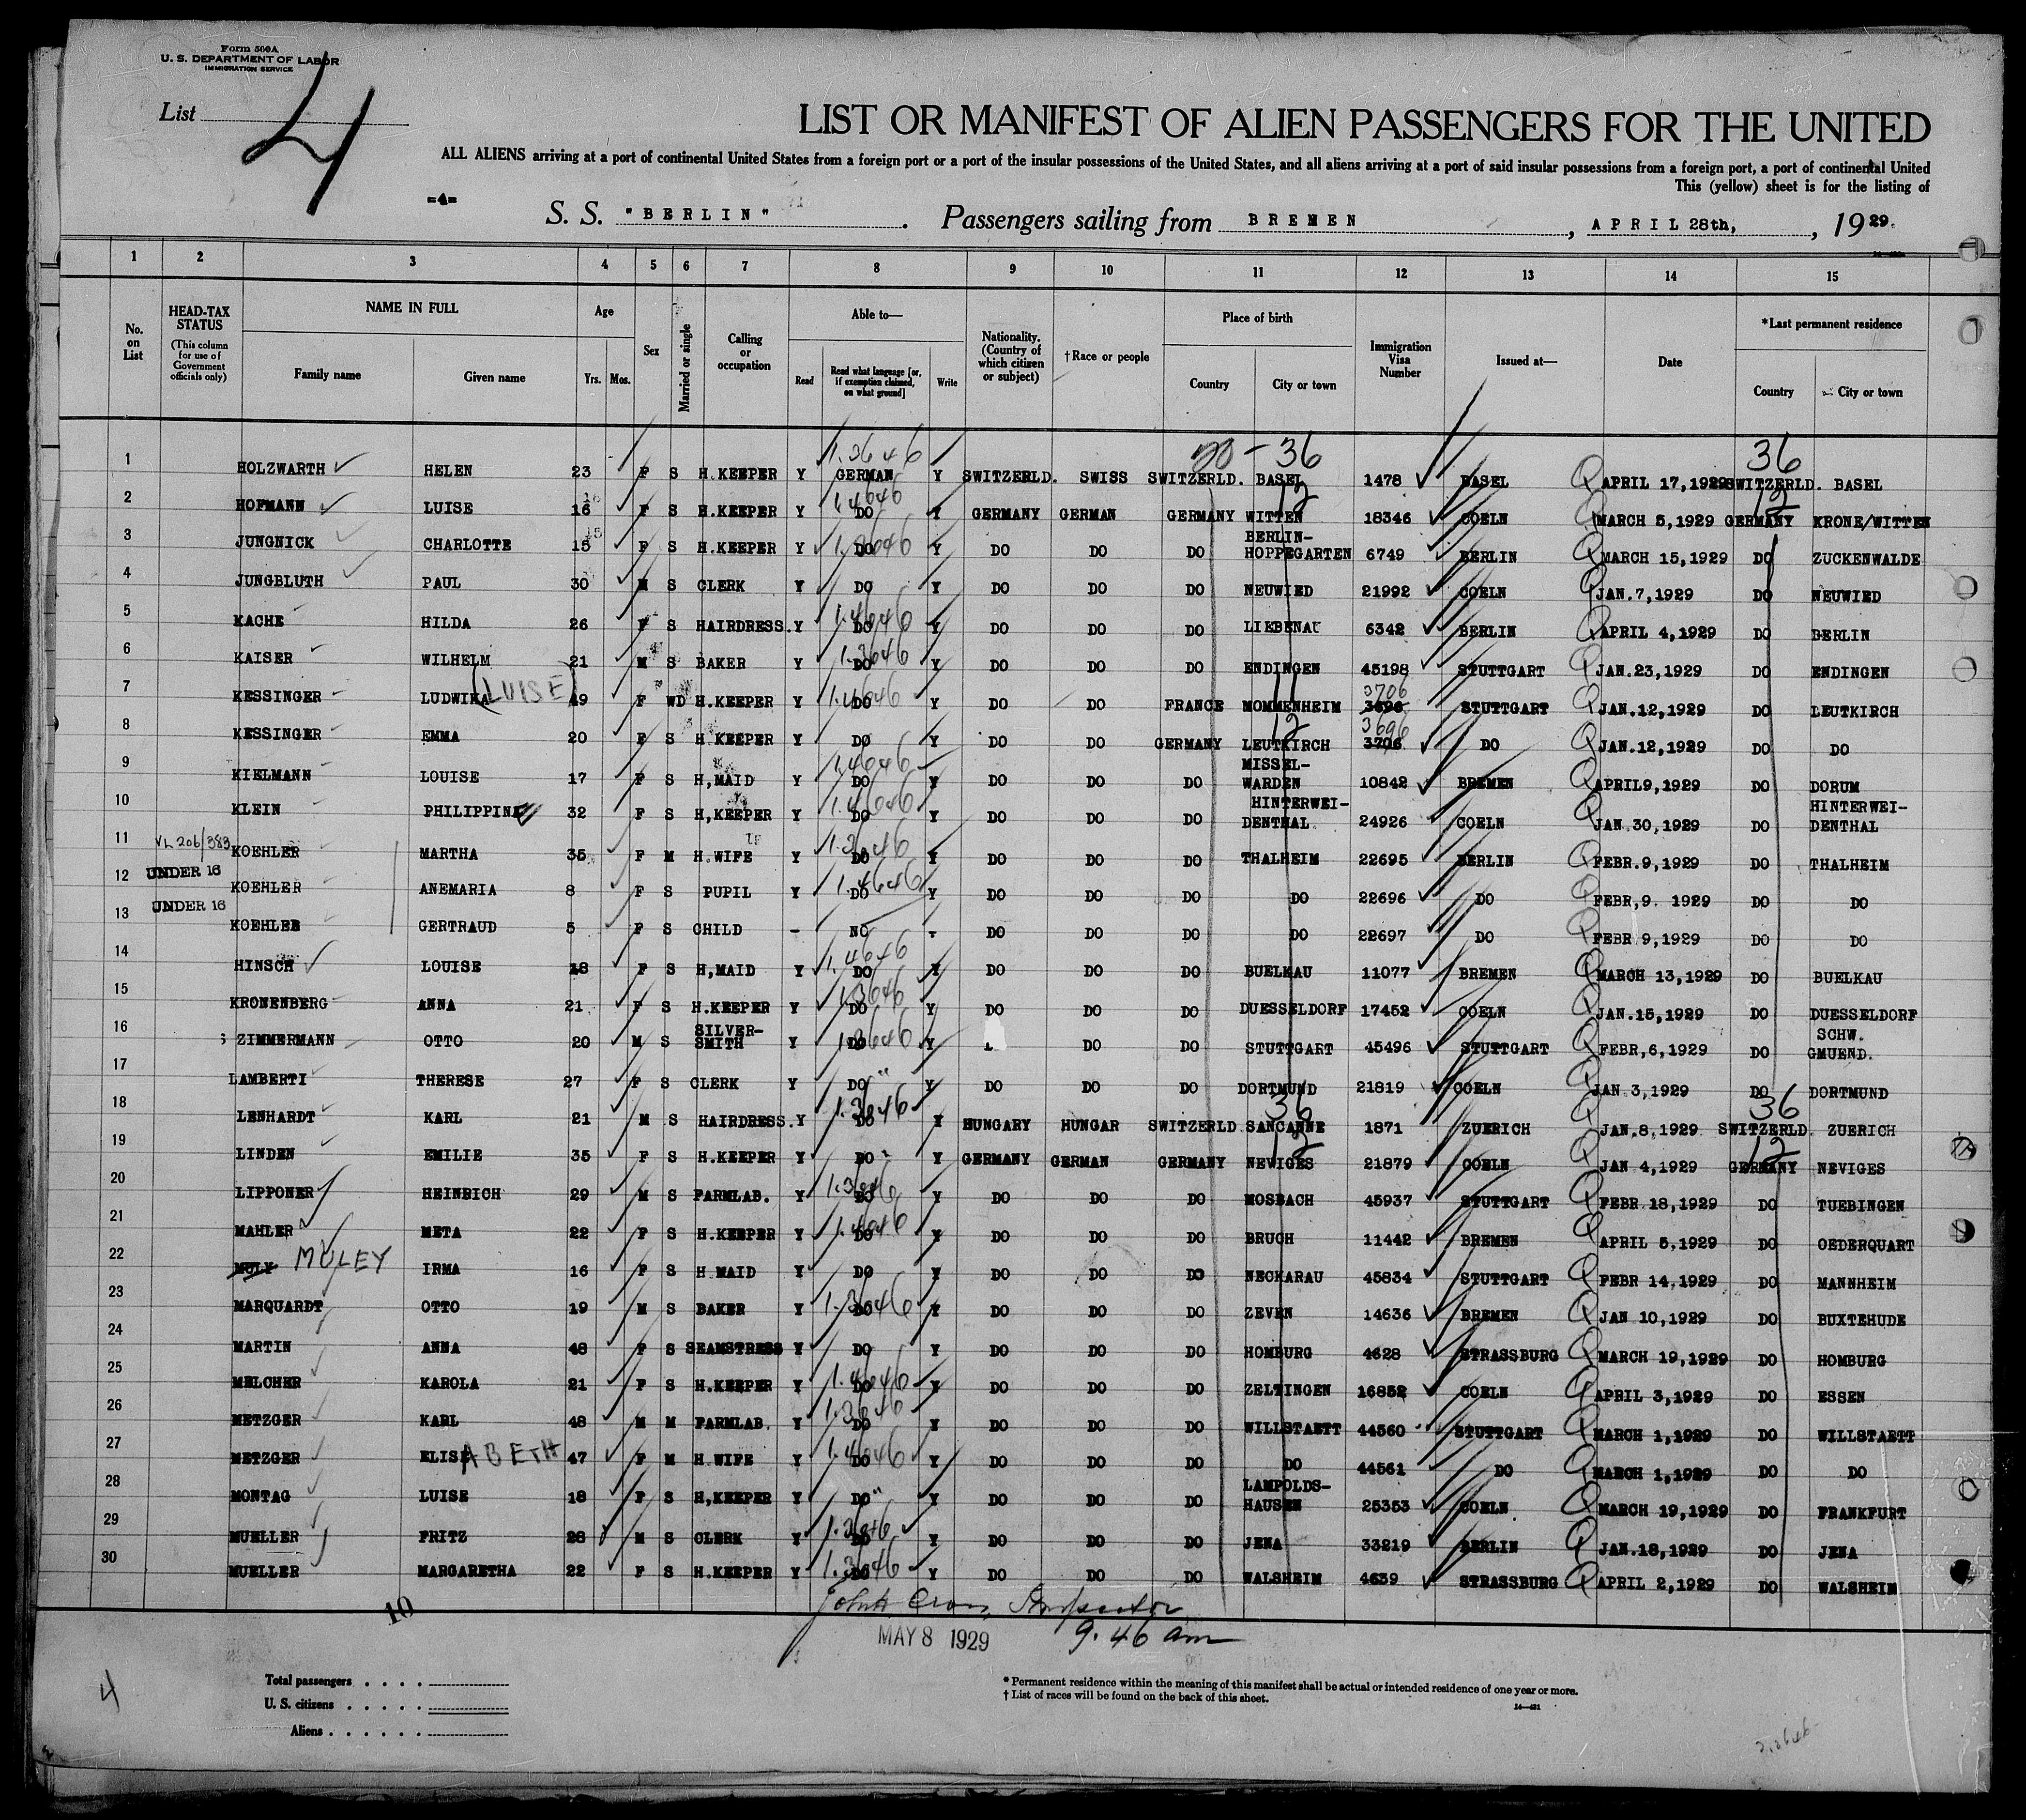 Form 500A
U. S. DEPARTMENT OF LABOR
IMMIGRATION SERVICE
List 4
LIST OR MANIFEST OF ALIEN PASSENGERS FOR THE UNITED
ALL ALIENS arriving at a port of continental United States from a foreign port or a port of the insular possessions of the United States, and all aliens arriving at a port of said insular possessions from a foreign port, a port of continental United
This (yellow) sheet is for the listing of
=4=
S. S. "BERLIN". Passengers sailing from BREMEN, APRIL 28th, 1929.
1 2 3 4 5 6 7 8 9 10 11 12 13 14 15
No. on List
HEAD-TAX STATUS (This column for use of Government officials only)
NAME IN FULL Family name Given name
Age Yrs. Mos.
Sex
Married or single
Calling or occupation
Able to— Read Read what language [or, if exemption claimed, on what ground] Write
Nationality. (Country of which citizen or subject)
†Race or people
Place of birth Country City or town
Immigration Visa Number
Issued at—
Date
*Last permanent residence Country City or town
20-36 36
1 HOLZWARTH HELEN 23 F S H.KEEPER Y GERMAN Y SWITZERLD. SWISS SWITZERLD. BASEL 1478 BASEL APRIL 17,1929 SWITZERLD. BASEL
12 12
2 HOFMANN LUISE 16 F S H.KEEPER Y DO Y GERMANY GERMAN GERMANY WITTEN 18346 COELN MARCH 5,1929 GERMANY KRONE/WITTEN
3 JUNGNICK CHARLOTTE 15 F S H.KEEPER Y DO Y DO DO DO BERLIN-HOPPEGARTEN 6749 BERLIN MARCH 15,1929 DO ZUCKENWALDE
4 JUNGBLUTH PAUL 30 M S CLERK Y DO Y DO DO DO NEUWIED 21992 COELN JAN.7,1929 DO NEUWIED
5 KACHE HILDA 26 F S HAIRDRESS. Y DO Y DO DO DO LIEBENAU 6342 BERLIN APRIL 4,1929 DO BERLIN
6 KAISER WILHELM 21 M S BAKER Y DO Y DO DO DO ENDINGEN 45198 STUTTGART JAN.23,1929 DO ENDINGEN
7 KESSINGER LUDWIKA (LUISE) 49 F WD H.KEEPER Y DO Y DO DO FRANCE MOMMENHEIM 3696 3706 STUTTGART JAN.12,1929 DO LEUTKIRCH
8 KESSINGER EMMA 20 F S H KEEPER Y DO Y DO DO GERMANY LEUTKIRCH 3706 3696 DO JAN.12,1929 DO DO
9 KIELMANN LOUISE 17 F S H,MAID Y DO Y DO DO DO MISSEL-WARDEN 10842 BREMEN APRIL9,1929 DO DORUM
10 KLEIN PHILIPPINE 32 F S H,KEEPER Y DO Y DO DO DO HINTERWEI-DENTHAL 24926 COELN JAN 30,1929 DO HINTERWEI-DENTHAL
11 KOEHLER MARTHA 35 F M H.WIFE Y DO Y DO DO DO THALHEIM 22695 BERLIN FEBR.9,1929 DO THALHEIM
12 UNDER 16 KOEHLER ANEMARIA 8 F S PUPIL Y DO Y DO DO DO DO 22696 DO FEBR,9. 1929 DO DO
13 UNDER 16 KOEHLER GERTRAUD 5 F S CHILD - NO - DO DO DO DO 22697 DO FEBR 9,1929 DO DO
14 HINSCH LOUISE 18 F S H,MAID Y DO Y DO DO DO BUELKAU 11077 BREMEN MARCH 13,1929 DO BUELKAU
15 KRONENBERG ANNA 21 F S H.KEEPER Y DO Y DO DO DO DUESSELDORF 17452 COELN JAN.15,1929 DO DUESSELDORF
16 ZIMMERMANN OTTO 20 M S SILVER-SMITH Y DO Y DO DO STUTTGART 45496 STUTTGART FEBR,6,1929 DO SCHW. GMUEND.
17 LAMBERTI THERESE 27 F S CLERK Y DO Y DO DO DO DORTMUND 21819 COELN JAN 3,1929 DO DORTMUND
36 36
18 LENHARDT KARL 21 M S HAIRDRESS. Y DO Y HUNGARY HUNGAR SWITZERLD SANCANNE 1871 ZUERICH JAN.8,1929 SWITZERLD. ZUERICH
12 12
19 LINDEN EMILIE 35 F S H.KEEPER Y DO Y GERMANY GERMAN GERMANY NEVIGES 21879 COELN JAN 4,1929 GERMANY NEVIGES
20 LIPPONER HEINRICH 29 M S FARMLAB. Y DO Y DO DO DO MOSBACH 45937 STUTTGART FEBR 18,1929 DO TUEBINGEN
21 MAHLER META 22 F S H.KEEPER Y DO Y DO DO DO BRUCH 11442 BREMEN APRIL 5,1929 DO OEDERQUART
22 MULY MULEY IRMA 16 F S H MAID Y DO Y DO DO DO NECKARAU 45834 STUTTGART FEBR 14,1929 DO MANNHEIM
23 MARQUARDT OTTO 19 M S BAKER Y DO Y DO DO DO ZEVEN 14636 BREMEN JAN 10,1929 DO BUXTEHUDE
24 MARTIN ANNA 48 F S SEAMSTRESS Y DO Y DO DO DO HOMBURG 4628 STRASSBURG MARCH 19,1929 DO HOMBURG
25 MELCHER KAROLA 21 F S H.KEEPER Y DO Y DO DO DO ZELTINGEN 16852 COELN APRIL 3,1929 DO ESSEN
26 METZGER KARL 48 M M FARMLAB. Y DO Y DO DO DO WILLSTAETT 44560 STUTTGART MARCH 1,1929 DO WILLSTAETT
27 METZGER ELISABETH 47 F M H WIFE Y DO Y DO DO DO DO 44561 DO MARCH 1,1929 DO DO
28 MONTAG LUISE 18 F S H,KEEPER Y DO Y DO DO DO LAMPOLDS-HAUSEN 25353 COELN MARCH 19,1929 DO FRANKFURT
29 MUELLER FRITZ 28 M S CLERK Y DO Y DO DO DO JENA 33219 BERLIN JAN.18,1929 DO JENA
30 MUELLER MARGARETHA 22 F S H.KEEPER Y DO Y DO DO DO WALSHEIM 4639 STRASSBURG APRIL 2,1929 DO WALSHEIM
10
Inspector
MAY 8 1929 9.46 am
4
Total passengers . . . .
U. S. citizens . . . . .
Aliens . . . . . .
* Permanent residence within the meaning of this manifest shall be actual or intended residence of one year or more.
† List of races will be found on the back of this sheet.